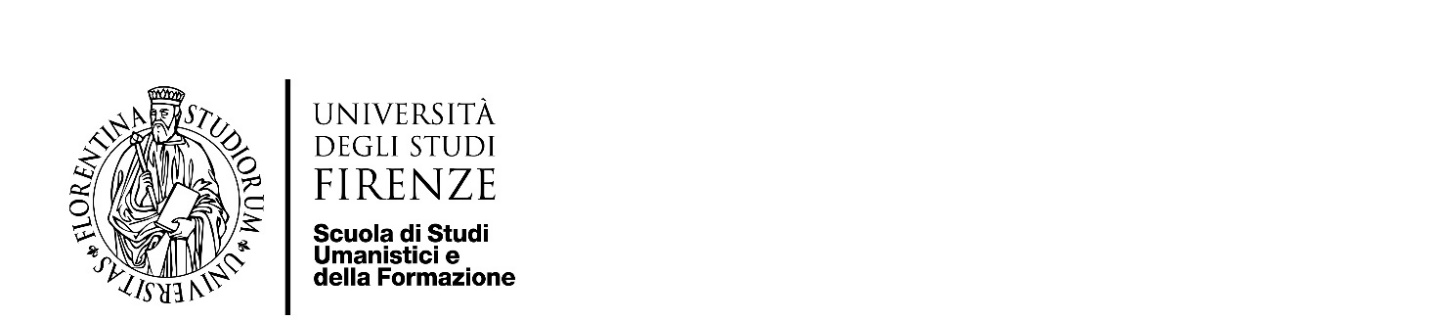 FLORENTINA STUDIORUM UNIVERSITAS
UNIVERSITÀ
DEGLI STUDI
FIRENZE
Scuola di Studi
Umanistici e
della Formazione